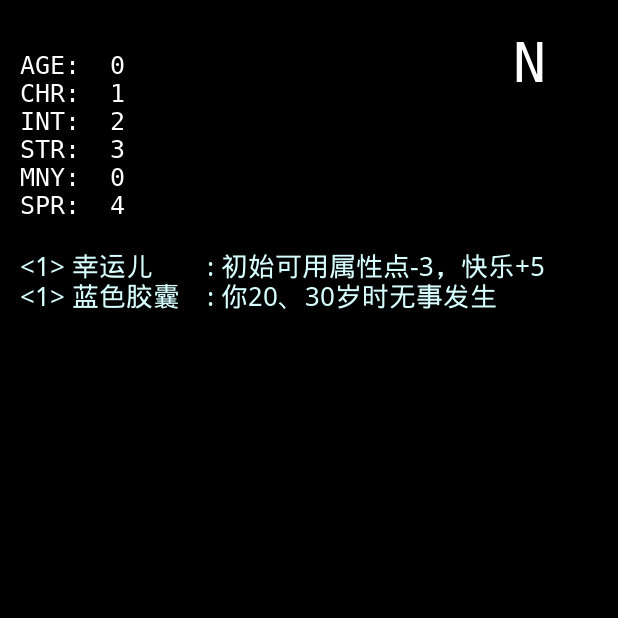 N
AGE: 0
CHR: 1
INT: 2
STR: 3
MNY: 0
SPR: 4
<1> 幸运儿 : 初始可用属性点-3，快乐+5
<1> 蓝色胶囊 : 你20、30岁时无事发生